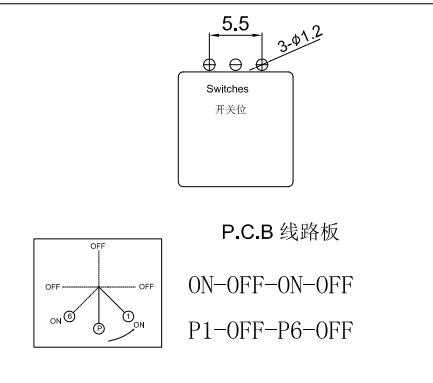 5.5
3-φ1.2
Switches
开关位
P.C.B 线路板
OFF
OFF OFF
ON 6 P 1 ON
ON-OFF-ON-OFF
P1-OFF-P6-OFF